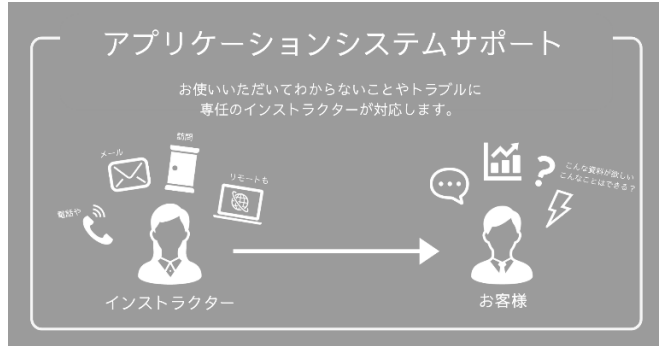 アプリケーションシステムサポート
お使いいただいてわからないことやトラブルに
専任のインストラクターが対応します。
訪問
メール
リモートも
電話や
こんな資料が欲しい
こんなことはできる？
インストラクター
お客様